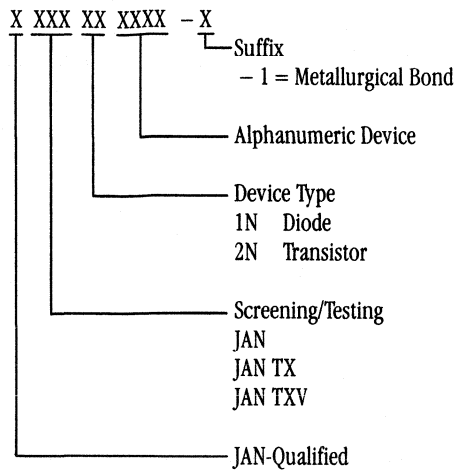 X XXX XX XXXX - X
Suffix
- 1 = Metallurgical Bond
Alphanumeric Device
Device Type
1N Diode
2N Transistor
Screening/Testing
JAN
JAN TX
JAN TXV
JAN-Qualified